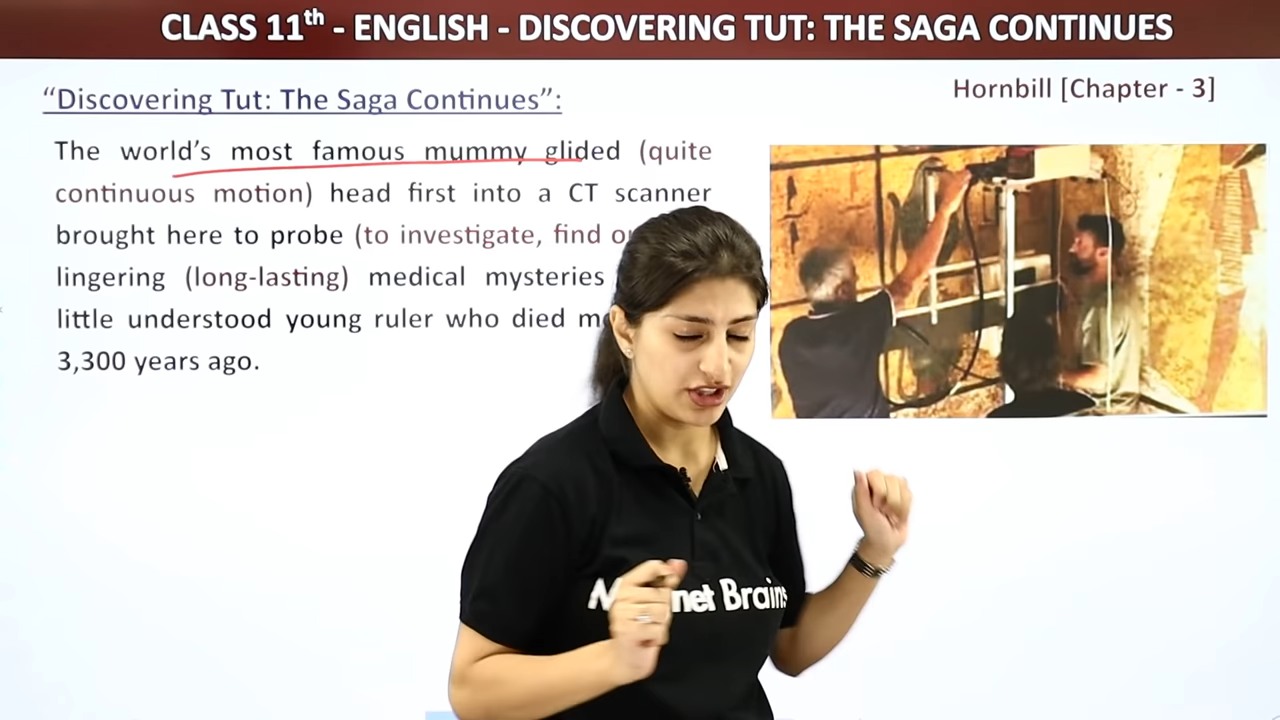 CLASS 11th - ENGLISH - DISCOVERING TUT: THE SAGA CONTINUES
Hornbill [Chapter - 3]
“Discovering Tut: The Saga Continues”:
The world’s most famous mummy glided (quite
continuous motion) head first into a CT scanner
brought here to probe (to investigate, find
lingering (long-lasting) medical mysteries
little understood young ruler who died
3,300 years ago.
net Brains